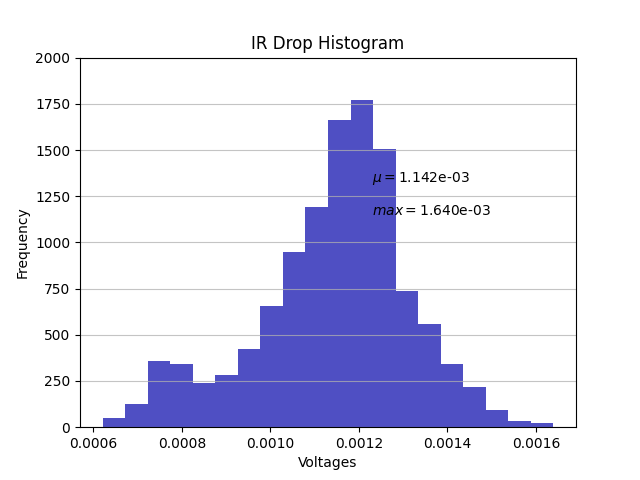 IR Drop Histogram
2000
1750
1500
1250
1000
750
500
250
0
Frequency
μ = 1.142e-03
max = 1.640e-03
0.0006 0.0008 0.0010 0.0012 0.0014 0.0016
Voltages